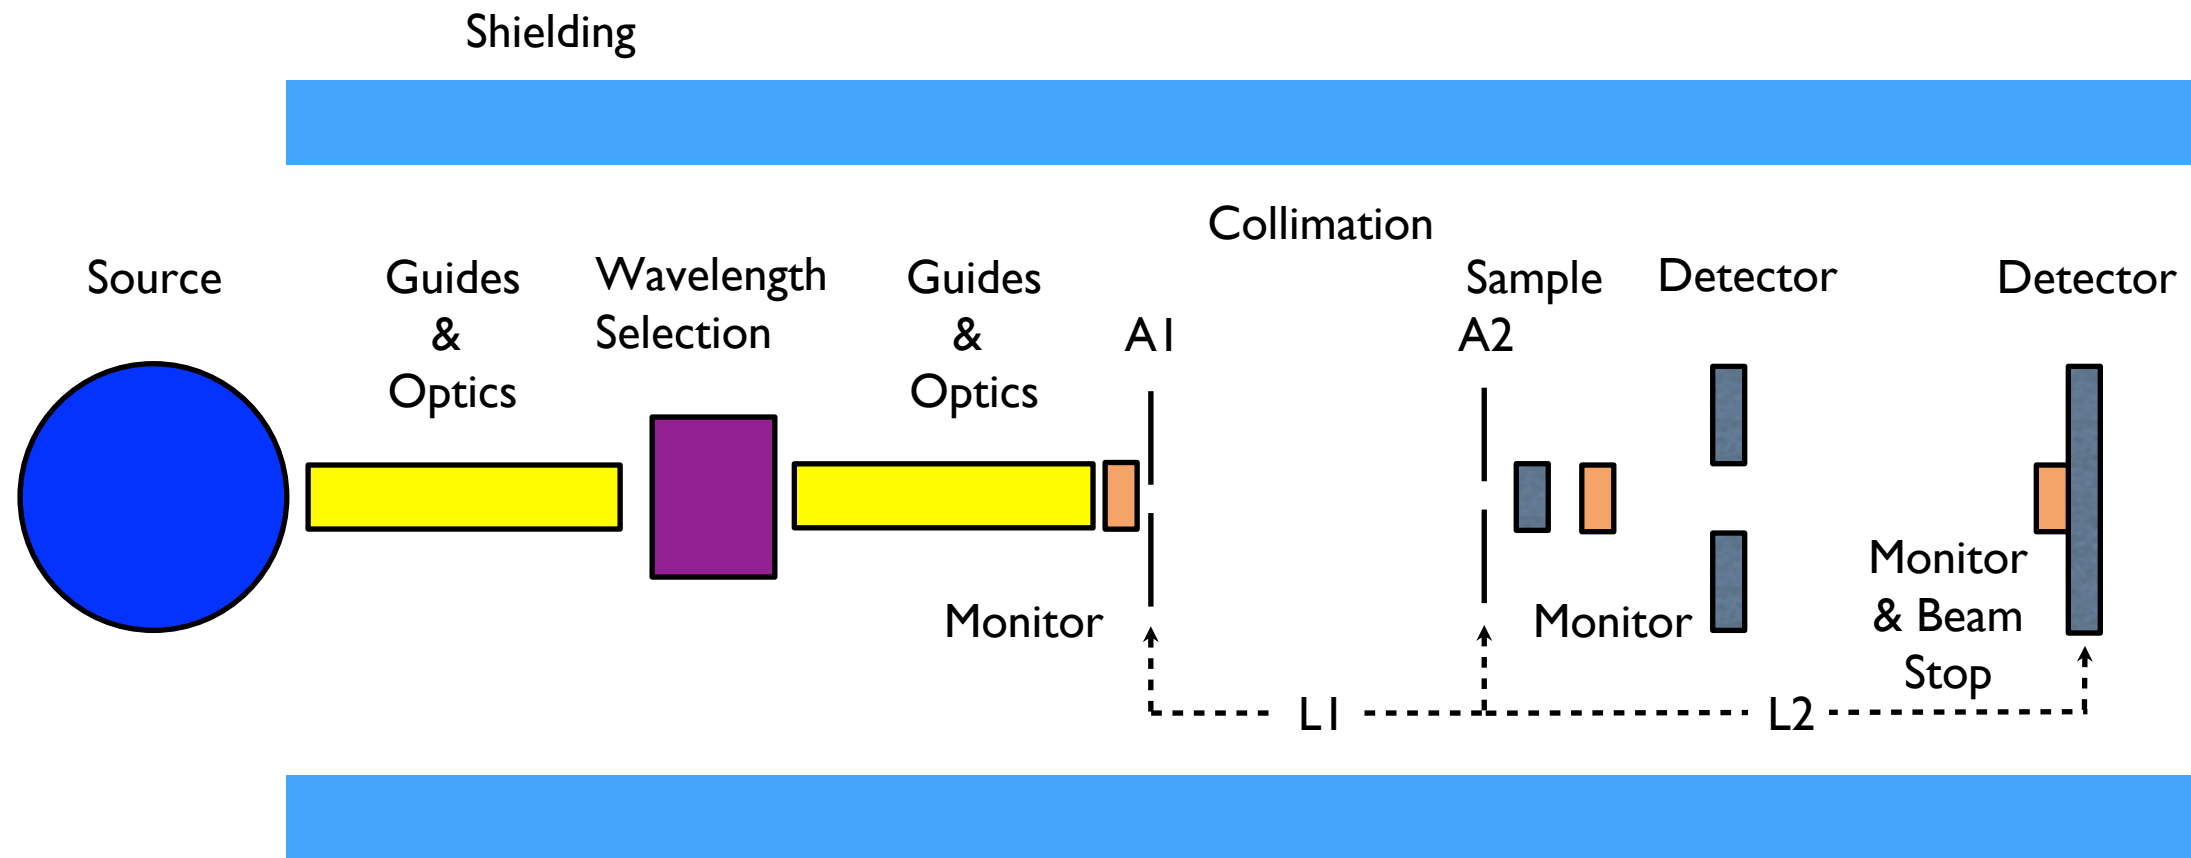 Shielding
Collimation
Source
Guides
&
Optics
Wavelength
Selection
Guides
&
Optics
A1
Sample
A2
Detector
Detector
Monitor
Monitor
Monitor
& Beam
Stop
L1
L2